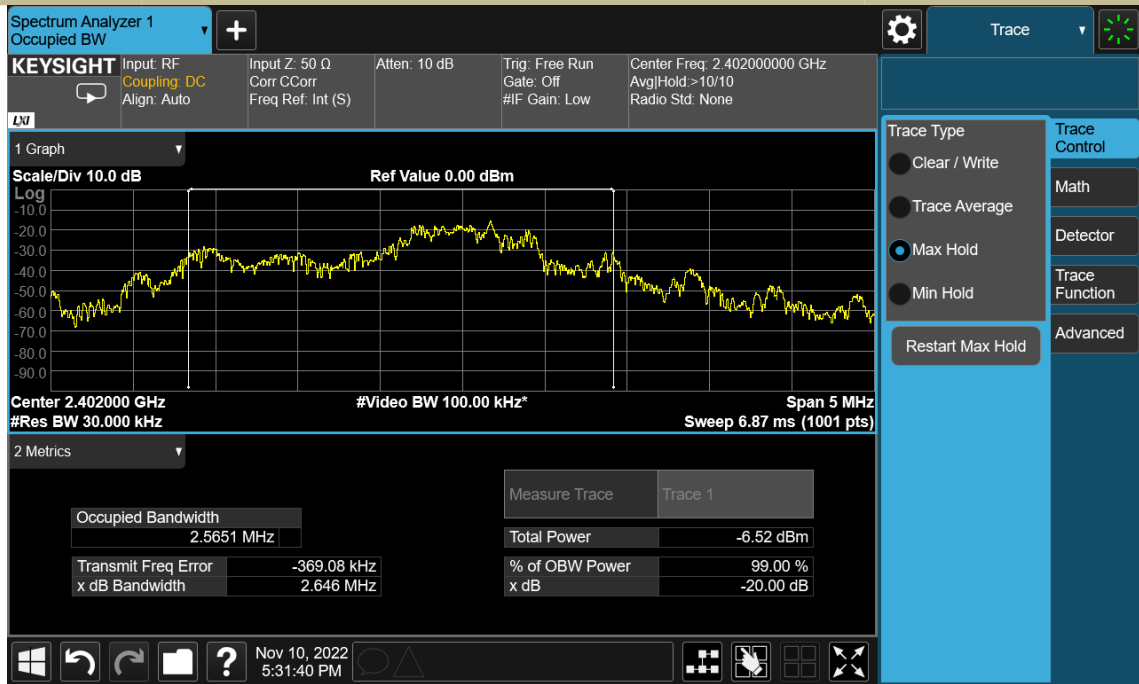 Spectrum Analyzer 1
Occupied BW
Trace
KEYSIGHT
LXI
Input: RF
Coupling: DC
Align: Auto
Input Z: 50 Ω
Corr CCorr
Freq Ref: Int (S)
Atten: 10 dB
Trig: Free Run
Gate: Off
#IF Gain: Low
Center Freq: 2.402000000 GHz
Avg|Hold:>10/10
Radio Std: None
1 Graph
Scale/Div 10.0 dB
Ref Value 0.00 dBm
Log
-10.0
-20.0
-30.0
-40.0
-50.0
-60.0
-70.0
-80.0
-90.0
Center 2.402000 GHz
#Video BW 100.00 kHz*
Span 5 MHz
#Res BW 30.000 kHz
Sweep 6.87 ms (1001 pts)
2 Metrics
Measure Trace
Trace 1
Occupied Bandwidth
2.5651 MHz
Total Power
-6.52 dBm
Transmit Freq Error
-369.08 kHz
% of OBW Power
99.00 %
x dB Bandwidth
2.646 MHz
x dB
-20.00 dB
Trace Type
Clear / Write
Trace Average
Max Hold
Min Hold
Restart Max Hold
Trace
Control
Math
Detector
Trace
Function
Advanced
?
Nov 10, 2022
5:31:40 PM